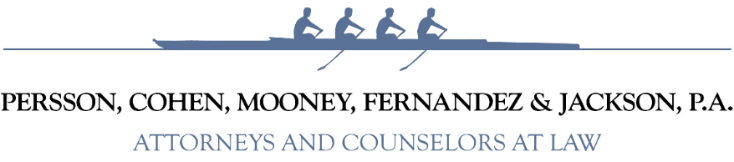 PERSSON, COHEN, MOONEY, FERNANDEZ & JACKSON, P.A.
ATTORNEYS AND COUNSELORS AT LAW